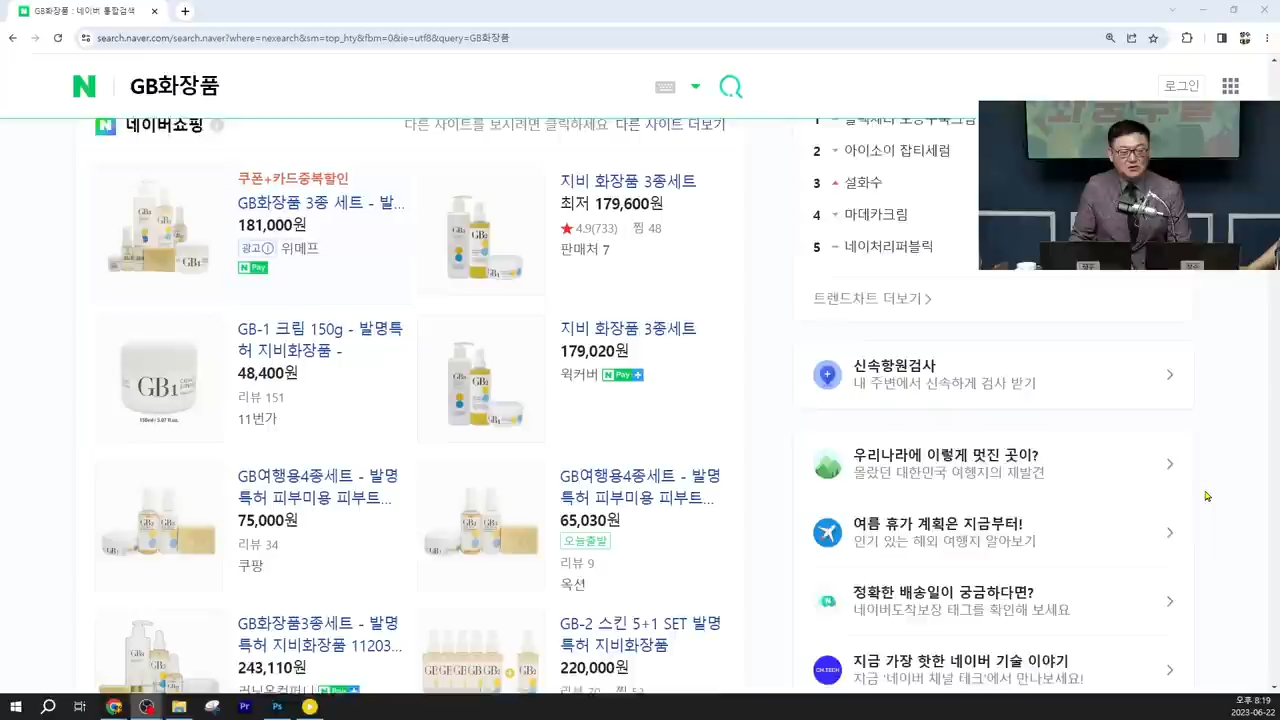 GB화장품 : 네이버 통합검색
search.naver.com/search.naver?where=nexearch&sm=top_hty&fbm=0&ie=utf8&query=GB화장품
N
GB화장품
로그인
N 네이버쇼핑
다른 사이트를 보시려면 클릭하세요 다른 사이트 더보기
쿠폰+카드중복할인
GB화장품 3종 세트 - 발...
181,000원
광고 위메프
N Pay
지비 화장품 3종세트
최저 179,600원
4.9(733) 찜 48
판매처 7
GB-1 크림 150g - 발명특
허 지비화장품 -
48,400원
리뷰 151
11번가
GB1
지비 화장품 3종세트
179,020원
윅커버 N Pay +
GB여행용4종세트 - 발명
특허 피부미용 피부트...
75,000원
리뷰 34
쿠팡
GB여행용4종세트 - 발명
특허 피부미용 피부트...
65,030원
오늘출발
리뷰 9
옥션
GB화장품3종세트 - 발명
특허 지비화장품 11203...
243,110원
GB-2 스킨 5+1 SET 발명
특허 지비화장품
220,000원
1
2 아이소이 잡티세럼
3 설화수
4 마데카크림
5 네이처리퍼블릭
트렌드차트 더보기
신속항원검사
내 주변에서 신속하게 검사 받기
우리나라에 이렇게 멋진 곳이?
몰랐던 대한민국 여행지의 재발견
여름 휴가 계획은 지금부터!
인기 있는 해외 여행지 알아보기
정확한 배송일이 궁금하다면?
네이버도착보장 태그를 확인해 보세요
지금 가장 핫한 네이버 기술 이야기
지금 '네이버 채널 테크'에서 만나보세요!
Pr
Ps
오후 8:19
2023-06-22